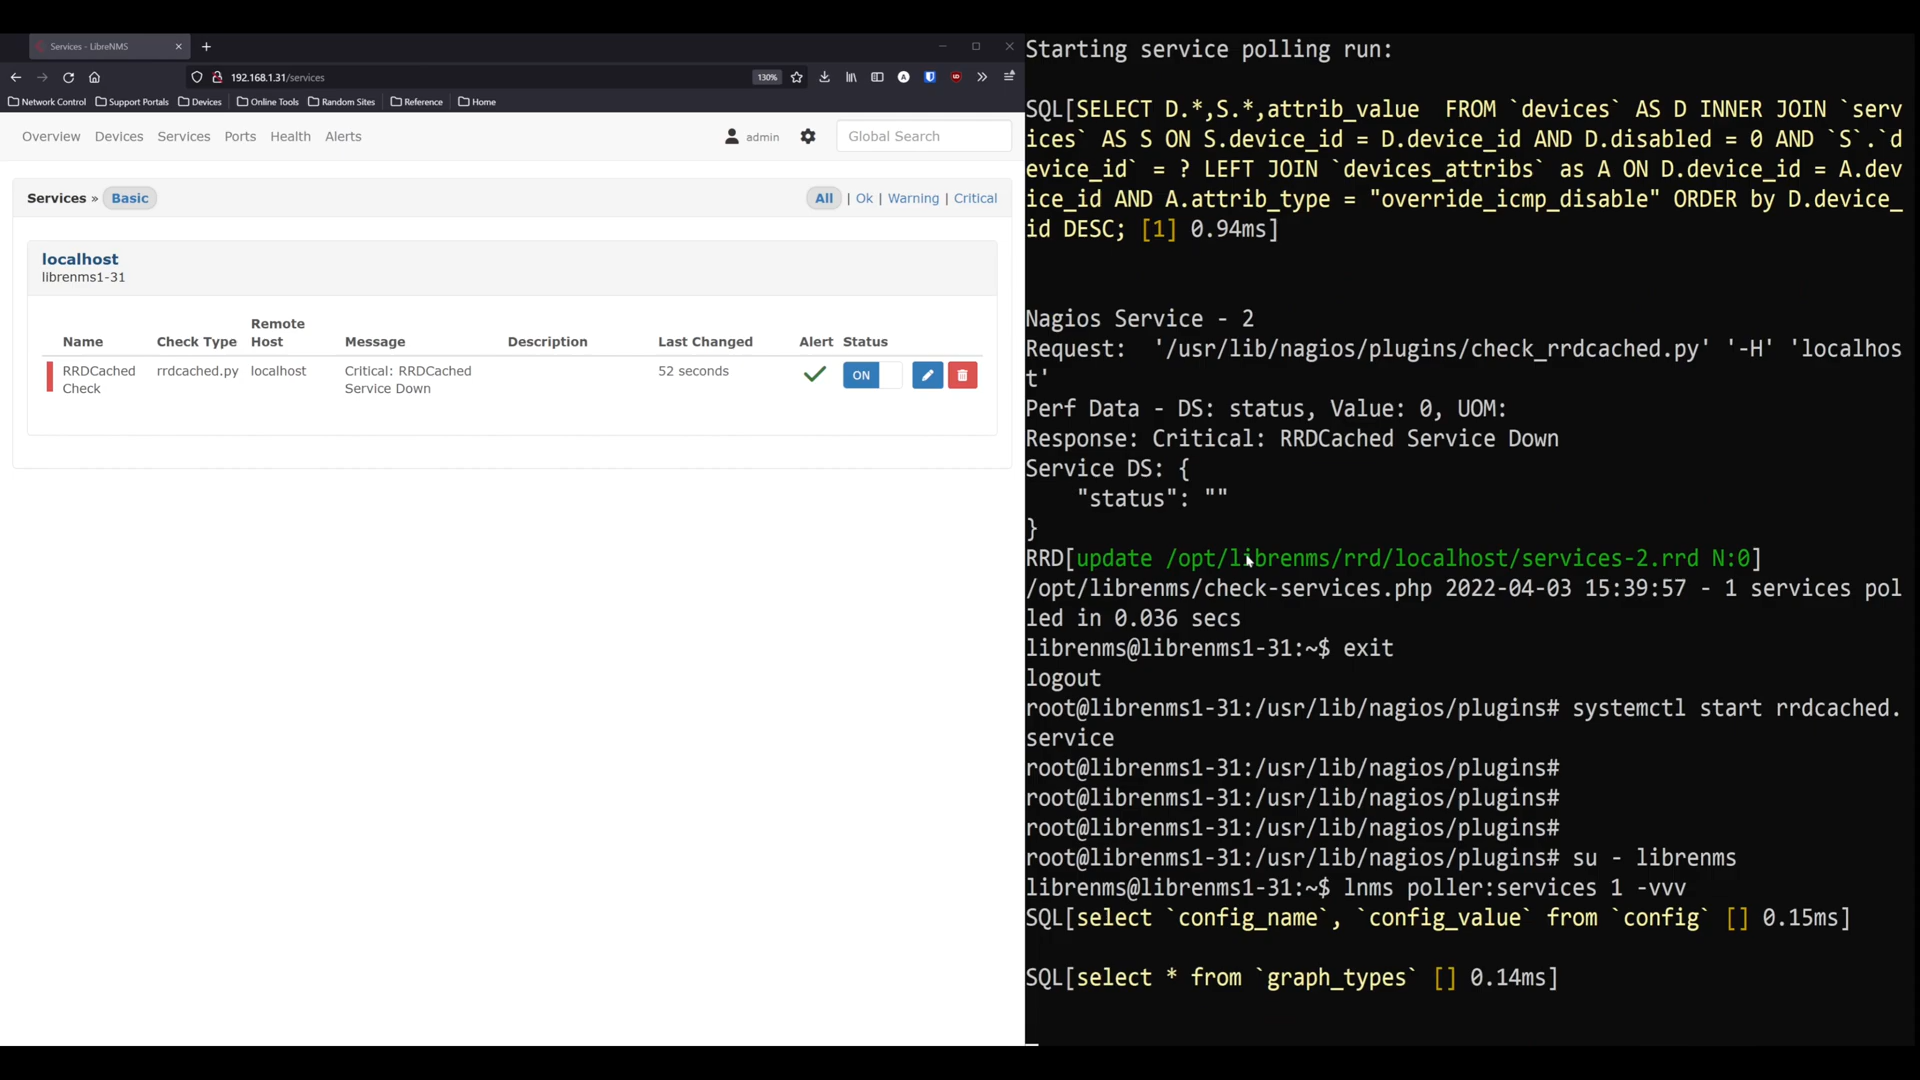 Services - LibreNMS
192.168.1.31/services
130%
Network Control Support Portals Devices Online Tools Random Sites Reference Home
Overview Devices Services Ports Health Alerts admin Global Search
Services » Basic All | Ok | Warning | Critical
localhost
librenms1-31
Name Check Type Remote Host Message Description Last Changed Alert Status
RRDCached Check rrdcached.py localhost Critical: RRDCached Service Down 52 seconds ON
Starting service polling run:
SQL[SELECT D.*,S.*,attrib_value  FROM `devices` AS D INNER JOIN `serv
ices` AS S ON S.device_id = D.device_id AND D.disabled = 0 AND `S`.`d
evice_id` = ? LEFT JOIN `devices_attribs` as A ON D.device_id = A.dev
ice_id AND A.attrib_type = "override_icmp_disable" ORDER by D.device_
id DESC; [1] 0.94ms]
Nagios Service - 2
Request:  '/usr/lib/nagios/plugins/check_rrdcached.py' '-H' 'localhos
t'
Perf Data - DS: status, Value: 0, UOM:
Response: Critical: RRDCached Service Down
Service DS: {
"status": ""
}
RRD[update /opt/librenms/rrd/localhost/services-2.rrd N:0]
/opt/librenms/check-services.php 2022-04-03 15:39:57 - 1 services pol
led in 0.036 secs
librenms@librenms1-31:~$ exit
logout
root@librenms1-31:/usr/lib/nagios/plugins# systemctl start rrdcached.
service
root@librenms1-31:/usr/lib/nagios/plugins#
root@librenms1-31:/usr/lib/nagios/plugins#
root@librenms1-31:/usr/lib/nagios/plugins#
root@librenms1-31:/usr/lib/nagios/plugins# su - librenms
librenms@librenms1-31:~$ lnms poller:services 1 -vvv
SQL[select `config_name`, `config_value` from `config` [] 0.15ms]
SQL[select * from `graph_types` [] 0.14ms]